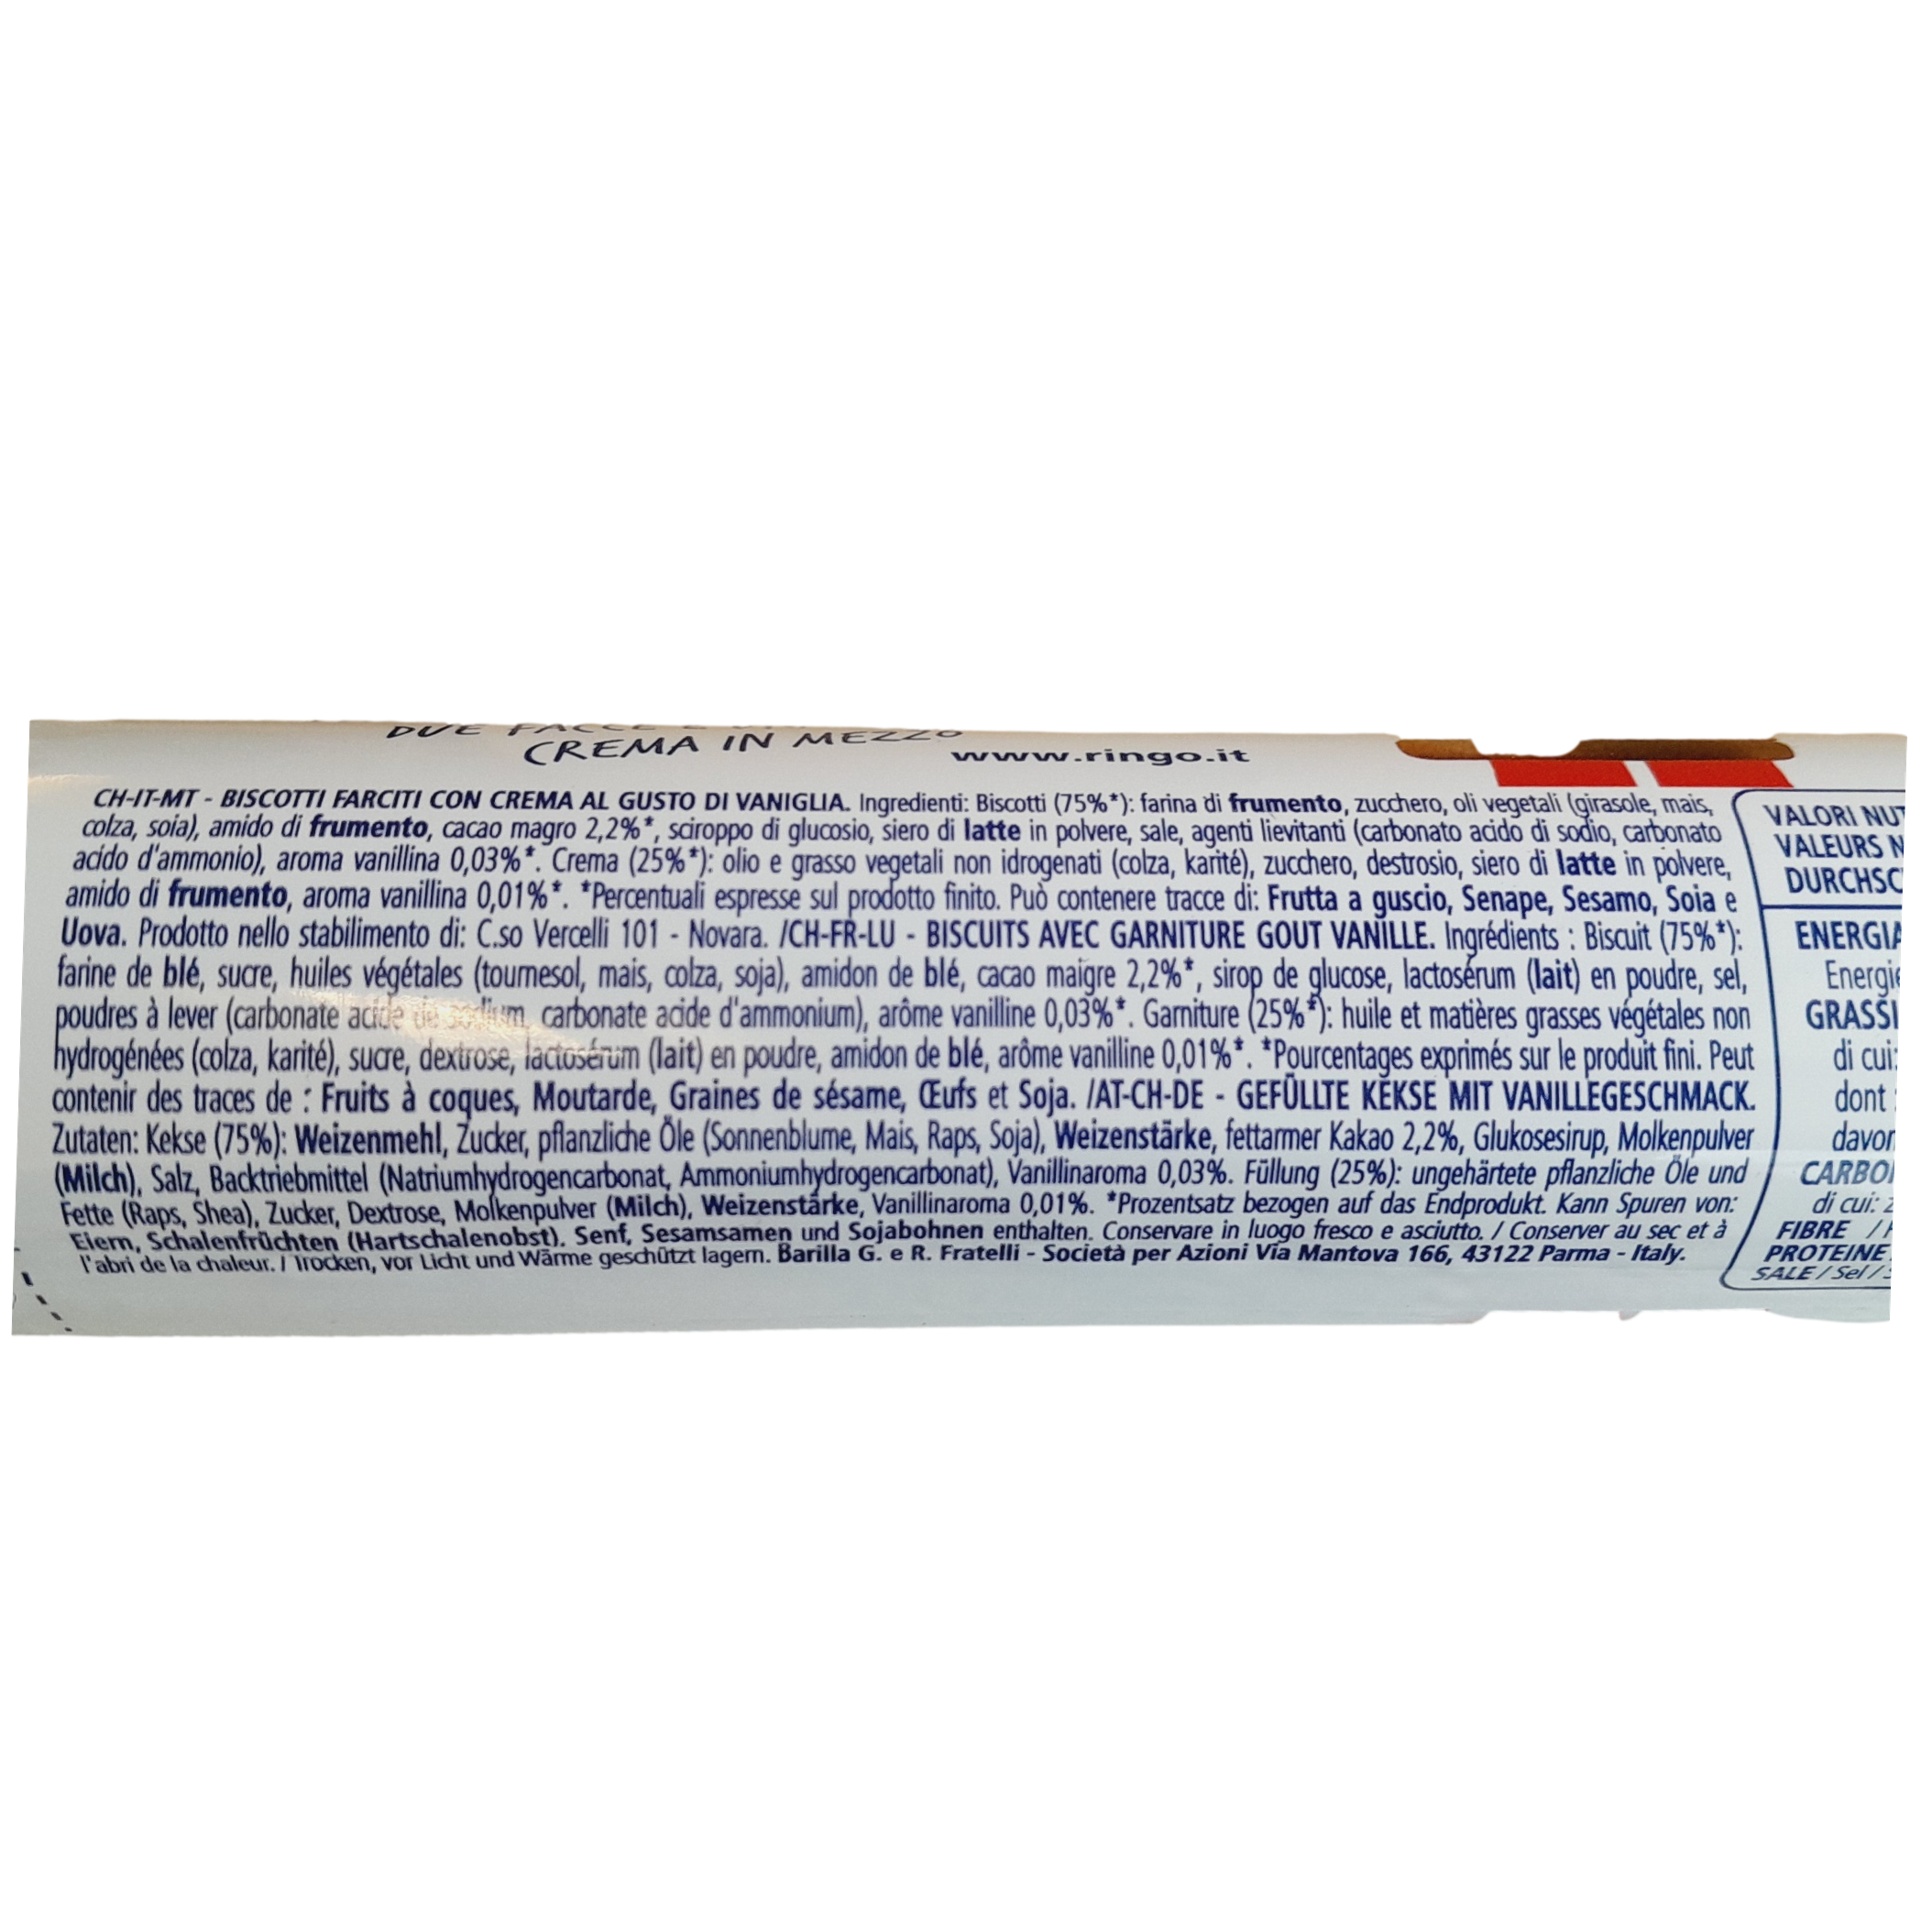 CREMA IN MEZZO
www.ringo.it
CH-IT-MT - BISCOTTI FARCITI CON CREMA AL GUSTO DI VANIGLIA. Ingredienti: Biscotti (75%*): farina di frumento, zucchero, oli vegetali (girasole, mais,
colza, soia), amido di frumento, cacao magro 2,2%*, sciroppo di glucosio, siero di latte in polvere, sale, agenti lievitanti (carbonato acido di sodio, carbonato
acido d'ammonio), aroma vanillina 0,03%*. Crema (25%*): olio e grasso vegetali non idrogenati (colza, karité), zucchero, destrosio, siero di latte in polvere,
amido di frumento, aroma vanillina 0,01%*. *Percentuali espresse sul prodotto finito. Può contenere tracce di: Frutta a guscio, Senape, Sesamo, Soia e
Uova. Prodotto nello stabilimento di: C.so Vercelli 101 - Novara. /CH-FR-LU - BISCUITS AVEC GARNITURE GOUT VANILLE. Ingrédients : Biscuit (75%*):
farine de blé, sucre, huiles végétales (tournesol, mais, colza, soja), amidon de blé, cacao maigre 2,2%*, sirop de glucose, lactosérum (lait) en poudre, sel,
poudres à lever (carbonate acide de sodium, carbonate acide d'ammonium), arôme vanilline 0,03%*. Garniture (25%*): huile et matières grasses végétales non
hydrogénées (colza, karité), sucre, dextrose, lactosérum (lait) en poudre, amidon de blé, arôme vanilline 0,01%*. *Pourcentages exprimés sur le produit fini. Peut
contenir des traces de : Fruits à coques, Moutarde, Graines de sésame, Œufs et Soja. /AT-CH-DE - GEFÜLLTE KEKSE MIT VANILLEGESCHMACK.
Zutaten: Kekse (75%): Weizenmehl, Zucker, pflanzliche Öle (Sonnenblume, Mais, Raps, Soja), Weizenstärke, fettarmer Kakao 2,2%, Glukosesirup, Molkenpulver
(Milch), Salz, Backtriebmittel (Natriumhydrogencarbonat, Ammoniumhydrogencarbonat), Vanillinaroma 0,03%. Füllung (25%): ungehärtete pflanzliche Öle und
Fette (Raps, Shea), Zucker, Dextrose, Molkenpulver (Milch), Weizenstärke, Vanillinaroma 0,01%. *Prozentsatz bezogen auf das Endprodukt. Kann Spuren von:
Eiern, Schalenfrüchten (Hartschalenobst), Senf, Sesamsamen und Sojabohnen enthalten. Conservare in luogo fresco e asciutto. / Conserver au sec et à
l'abri de la chaleur. / Trocken, vor Licht und Wärme geschützt lagern. Barilla G. e R. Fratelli - Società per Azioni Via Mantova 166, 43122 Parma - Italy.
VALORI NUT
VALEURS N
DURCHSC
ENERGIA
Energie
GRASSI
di cui:
dont
davon
CARBO
di cui:
FIBRE /
PROTEINE
SALE / Sel /